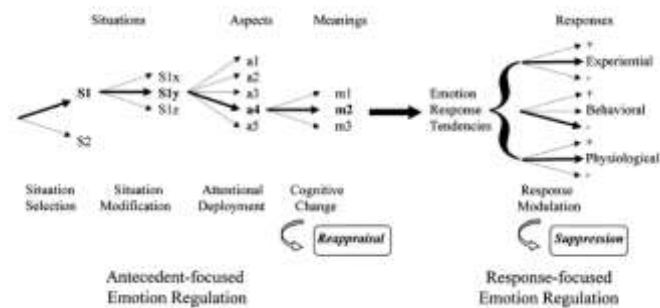 Situations
Aspects
Meanings
Responses
S1
S2
S1x
S1y
S1z
a1
a2
a3
a4
a5
m1
m2
m3
Emotion
Response
Tendencies
+
Experiential
-
+
Behavioral
-
+
Physiological
-
Situation
Selection
Situation
Modification
Attentional
Deployment
Cognitive
Change
Response
Modulation
Reappraisal
Suppression
Antecedent-focused
Emotion Regulation
Response-focused
Emotion Regulation